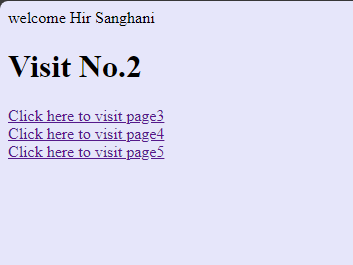 welcome Hir Sanghani
Visit No.2
Click here to visit page3
Click here to visit page4
Click here to visit page5